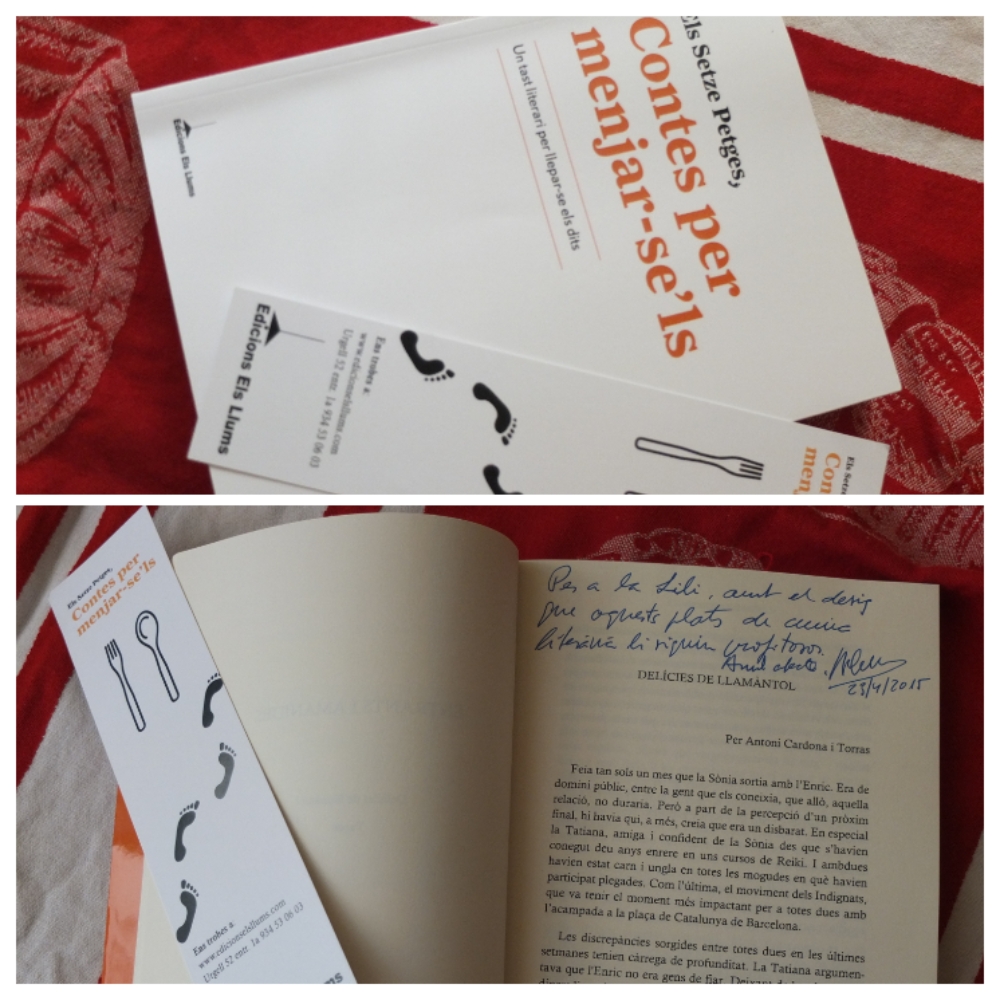 Els Setze Petges,
Contes per
menjar-se'ls
Un tast literari per llepar-se els dits
Edicions Els Llums
Edicions Els Llums
Ens trobes a:
www.edicionselsllums.com
Urgell 52 entr. 1a 934 53 06 03
Els Setze
Con
men
Els Setze Petges,
Contes per
menjar-se'ls
Ens trobes a:
www.edicionselsllums.com
Urgell 52 entr. 1a 934 53 06 03
ms
Per a la Lili, amb el desig
que aquests plats de cuina
literària li siguin profitosos.
Amb afecte,
23/4/2015
DELÍCIES DE LLAMÀNTOL
Per Antoni Cardona i Torras
Feia tan sols un mes que la Sònia sortia amb l'Enric. Era de
domini públic, entre la gent que els coneixia, que allò, aquella
relació, no duraria. Però a part de la percepció d'un pròxim
final, hi havia qui, a més, creia que era un disbarat. En especial
la Tatiana, amiga i confident de la Sònia des que s'havien
conegut deu anys enrere en uns cursos de Reiki. I ambdues
havien estat carn i ungla en totes les mogudes en què havien
participat plegades. Com l'última, el moviment dels Indignats,
que va tenir el moment més impactant per a totes dues amb
l'acampada a la plaça de Catalunya de Barcelona.
Les discrepàncies sorgides entre totes dues en les últimes
setmanes tenien càrrega de profunditat. La Tatiana argumen-
tava que l'Enric no era gens de fiar.